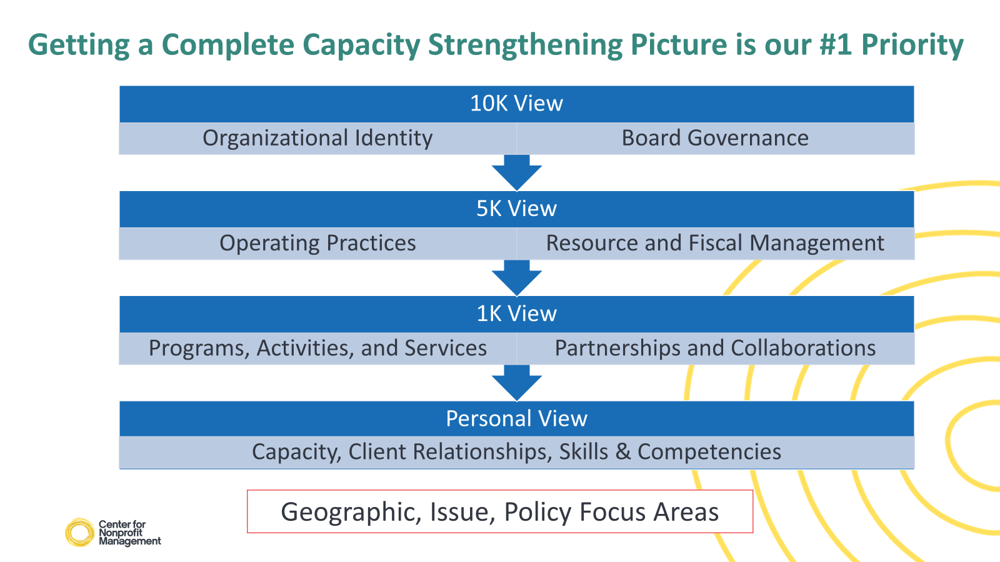 Getting a Complete Capacity Strengthening Picture is our #1 Priority
10K View
Organizational Identity
Board Governance
5K View
Operating Practices
Resource and Fiscal Management
1K View
Programs, Activities, and Services
Partnerships and Collaborations
Personal View
Capacity, Client Relationships, Skills & Competencies
Geographic, Issue, Policy Focus Areas
Center for
Nonprofit
Management